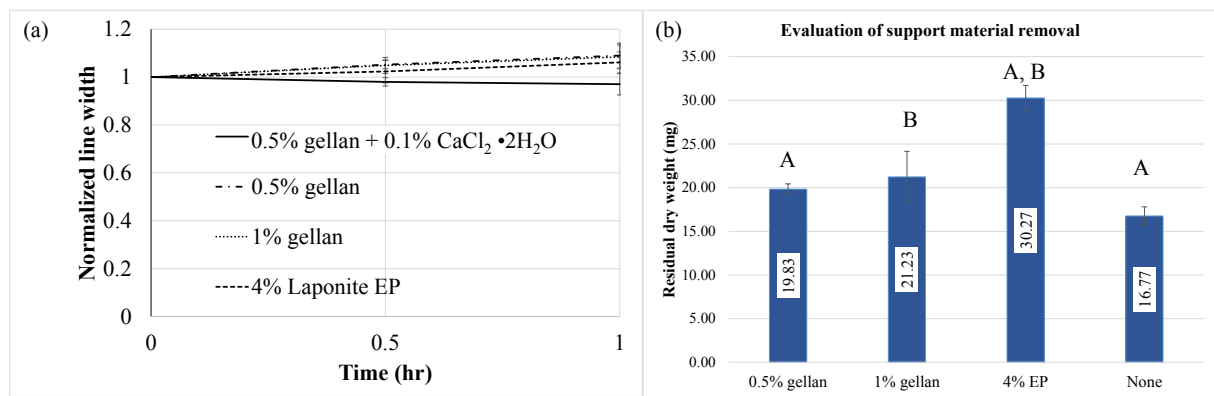 (a)
1.2
1
0.8
0.6
0.4
0.2
0
Normalized line width
0.5% gellan + 0.1% CaCl₂ •2H₂O
0.5% gellan
1% gellan
4% Laponite EP
0
0.5
1
Time (hr)
(b)
Evaluation of support material removal
35.00
30.00
25.00
20.00
15.00
10.00
5.00
0.00
Residual dry weight (mg)
A
B
A, B
A
19.83
21.23
30.27
16.77
0.5% gellan
1% gellan
4% EP
None